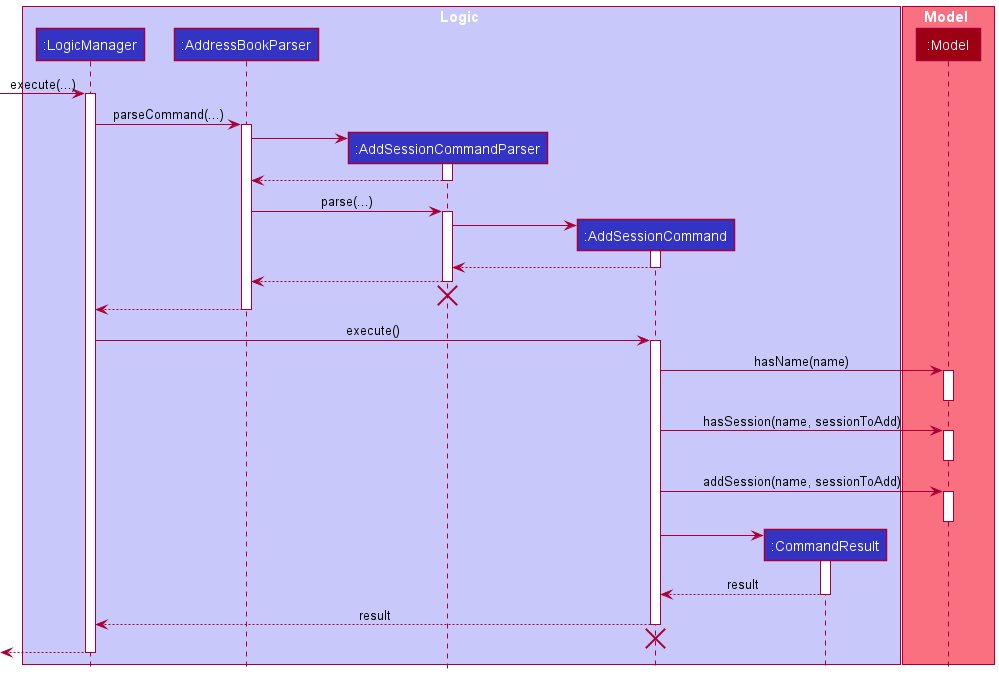 Logic
Model
:LogicManager
:AddressBookParser
:Model
execute(...)
parseCommand(...)
:AddSessionCommandParser
parse(...)
:AddSessionCommand
execute()
hasName(name)
hasSession(name, sessionToAdd)
addSession(name, sessionToAdd)
:CommandResult
result
result